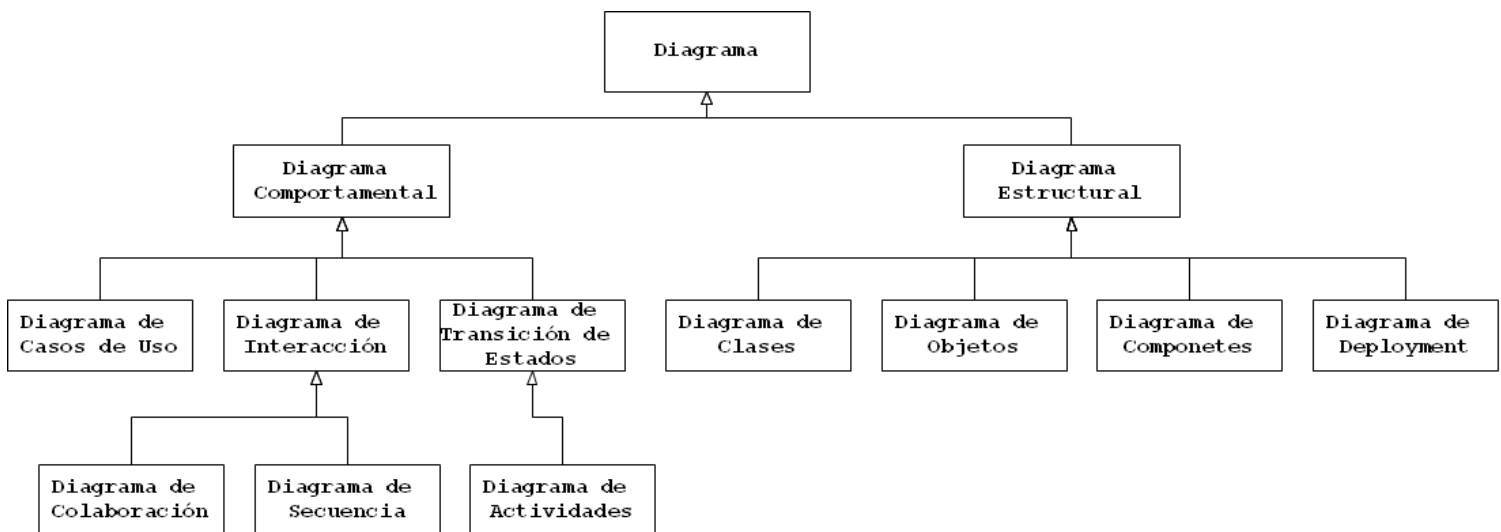 Diagrama
Diagrama
Comportamental
Diagrama
Estructural
Diagrama de
Casos de Uso
Diagrama de
Interacción
Diagrama de
Transición de
Estados
Diagrama de
Clases
Diagrama de
Objetos
Diagrama de
Componetes
Diagrama de
Deployment
Diagrama de
Colaboración
Diagrama de
Secuencia
Diagrama de
Actividades